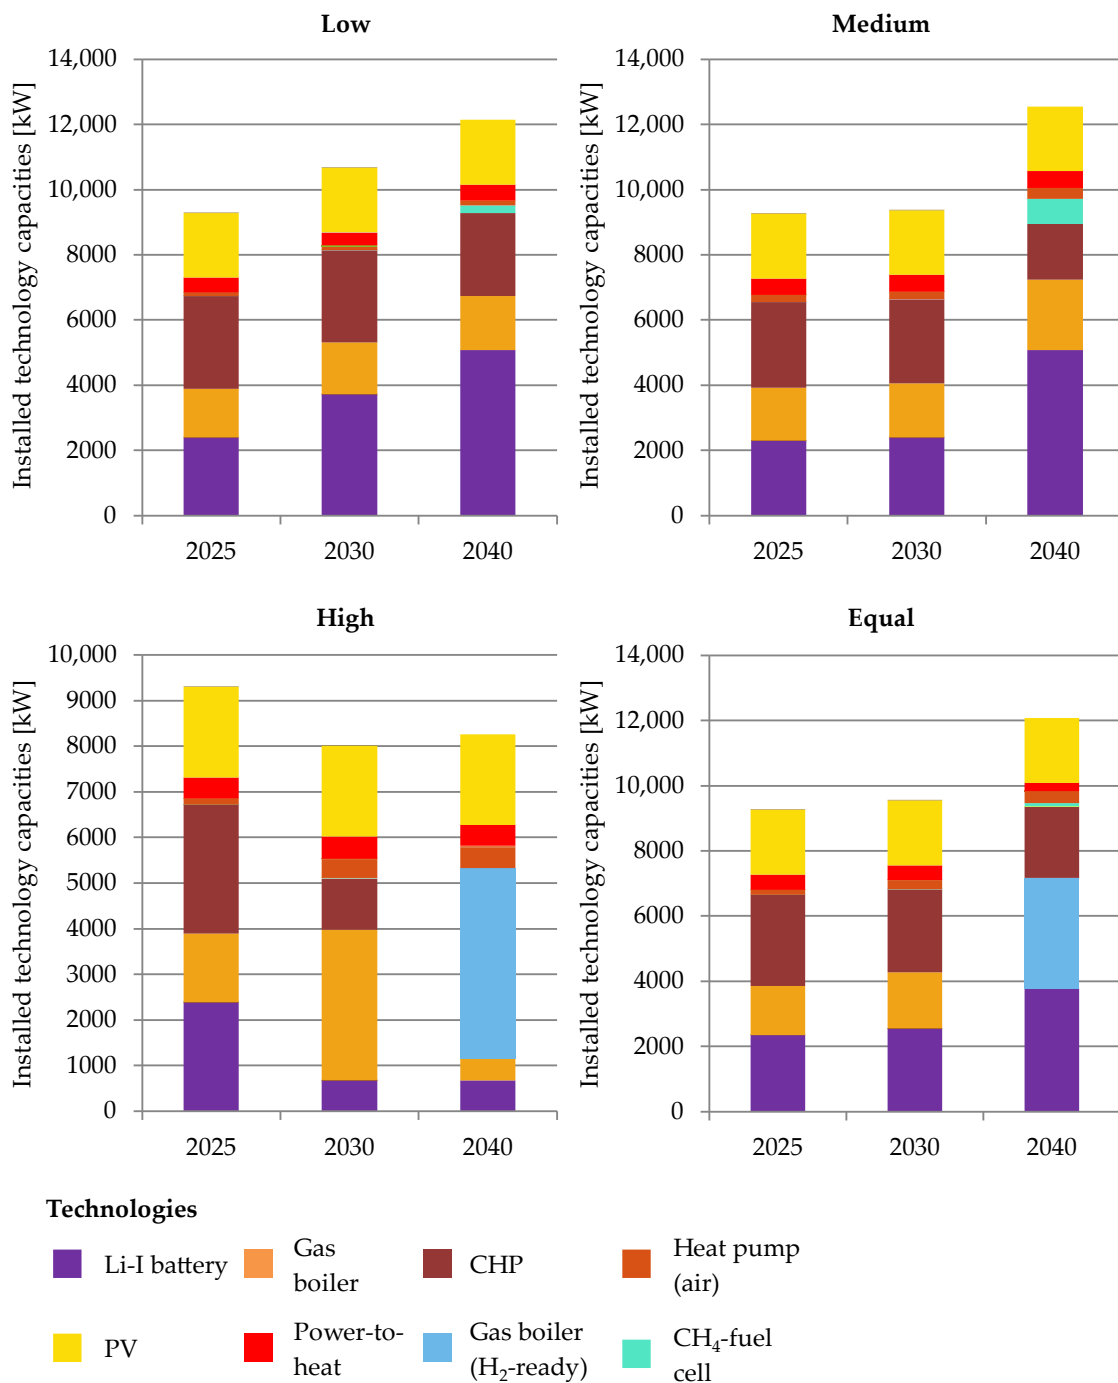 Low
Installed technology capacities [kW]
14,000
12,000
10,000
8000
6000
4000
2000
0
2025 2030 2040
Medium
Installed technology capacities [kW]
14,000
12,000
10,000
8000
6000
4000
2000
0
2025 2030 2040
High
Installed technology capacities [kW]
10,000
9000
8000
7000
6000
5000
4000
3000
2000
1000
0
2025 2030 2040
Equal
Installed technology capacities [kW]
14,000
12,000
10,000
8000
6000
4000
2000
0
2025 2030 2040
Technologies
Li-I battery
Gas
boiler
CHP
Heat pump
(air)
PV
Power-to-
heat
Gas boiler
(H₂-ready)
CH₄-fuel
cell